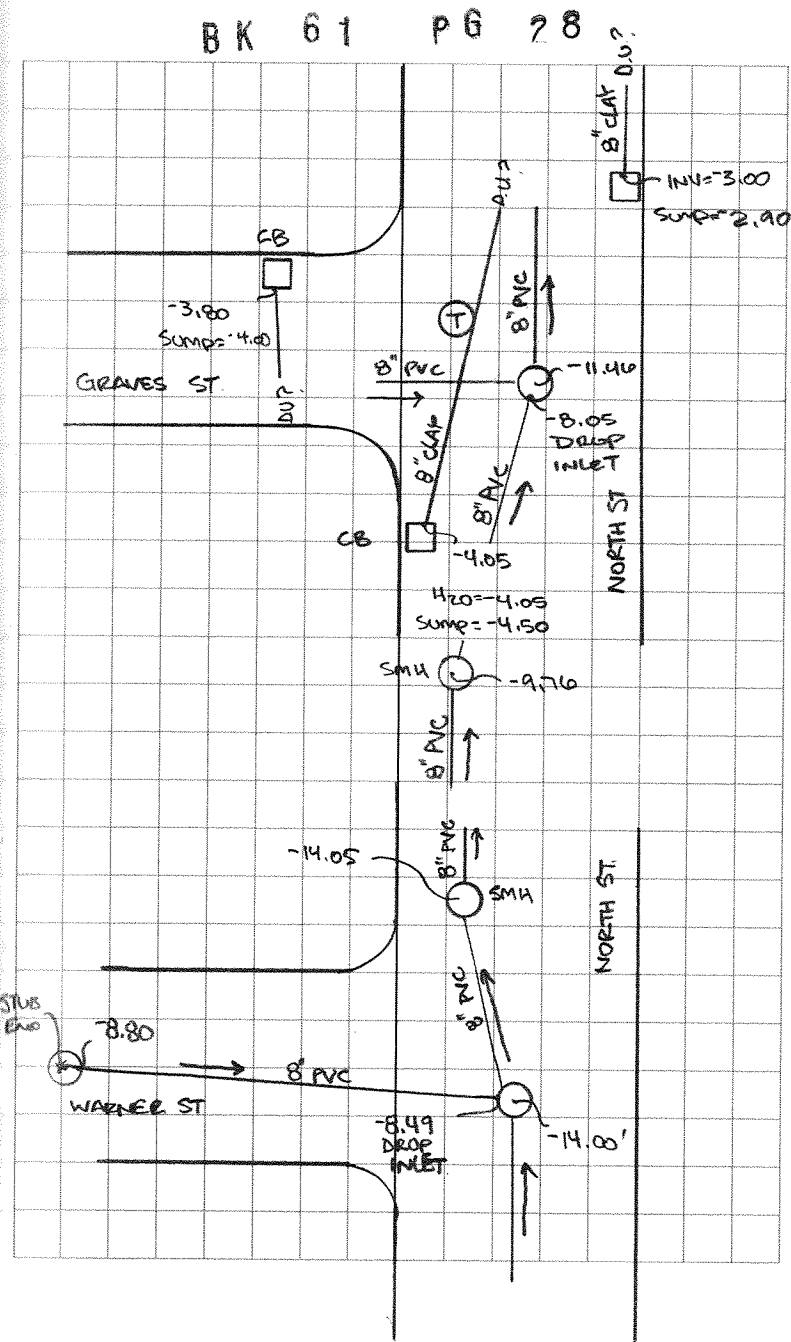 BK 61 PG 28
D.U?
8" CLAY
INV=-3.00
Sump=-2.90
D.U?
CB
-3.80
Sump=-4.00
DU?
GRAVES ST.
T
8" PVC
8" PVC
-11.46
-8.05
DROP
INLET
8" CLAY
8" PVC
NORTH ST
CB
-4.05
H2O=-4.05
Sump=-4.50
SMH
-9.76
8" PVC
8" PVC
-14.05
SMH
NORTH ST.
8" PVC
STUB
END
-8.80
8" PVC
WARNER ST
-8.49
DROP
INLET
-14.00'